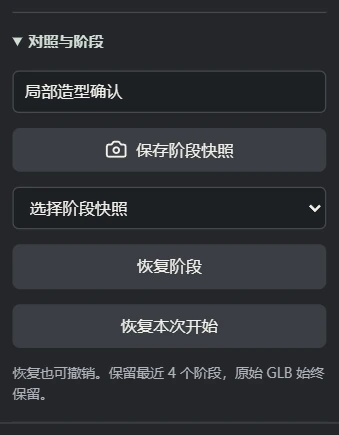 对照与阶段
局部造型确认
保存阶段快照
选择阶段快照
恢复阶段
恢复本次开始
恢复也可撤销。保留最近 4 个阶段，原始 GLB 始终
保留。